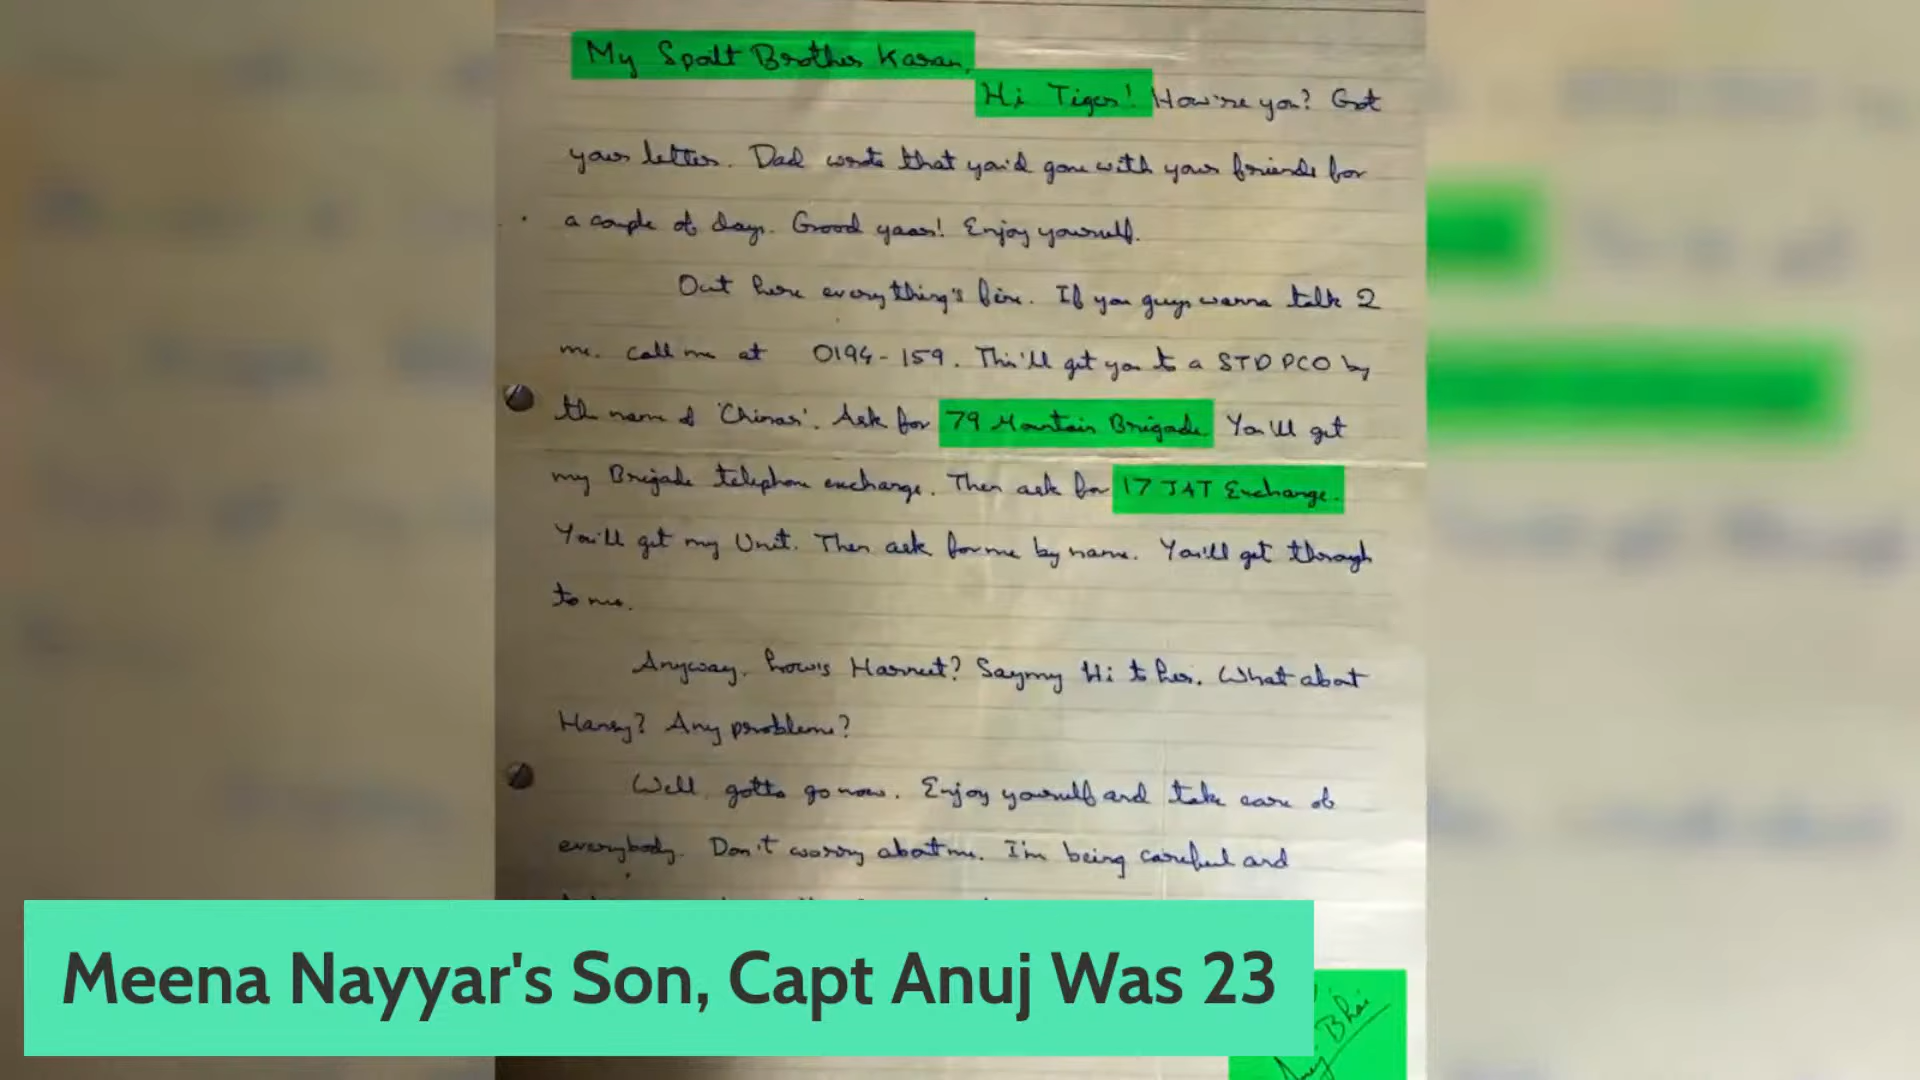 My Spoilt Brother Karan,
Hi Tiger! How're you? Got
your letter. Dad wrote that you'd gone with your friends for
a couple of days. Good yaar! Enjoy yourself.
Out here everything's fine. If you guys wanna talk 2
me. call me at 0194-159. This'll get you to a STD PCO by
the name of 'Chinar'. Ask for 79 Mountain Brigade You'll get
my Brigade telephone exchange. Then ask for 17 JAT Exchange.
You'll get my Unit. Then ask for me by name. You'll get through
to me.
Anyway, how's Harneet? Say my Hi to her. What about
Any problem?
Well, gotta go now. Enjoy yourself and take care of
everybody. Don't worry about me. I'm being careful and
Meena Nayyar's Son, Capt Anuj Was 23
Bhai